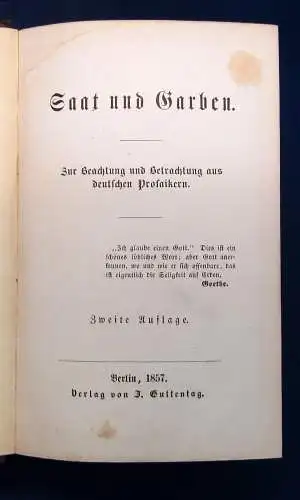 Saat und Garben.
Zur Beachtung und Betrachtung aus
deutschen Prosaikern.
„Ich glaube einen Gott.“ Dies ist ein
schönes löbliches Wort; aber Gott aner-
kennen, wo und wie er sich offenbare, das
ist eigentlich die Seligkeit auf Erden.
Goethe.
Zweite Auflage.
Berlin, 1857.
Verlag von J. Guttentag.